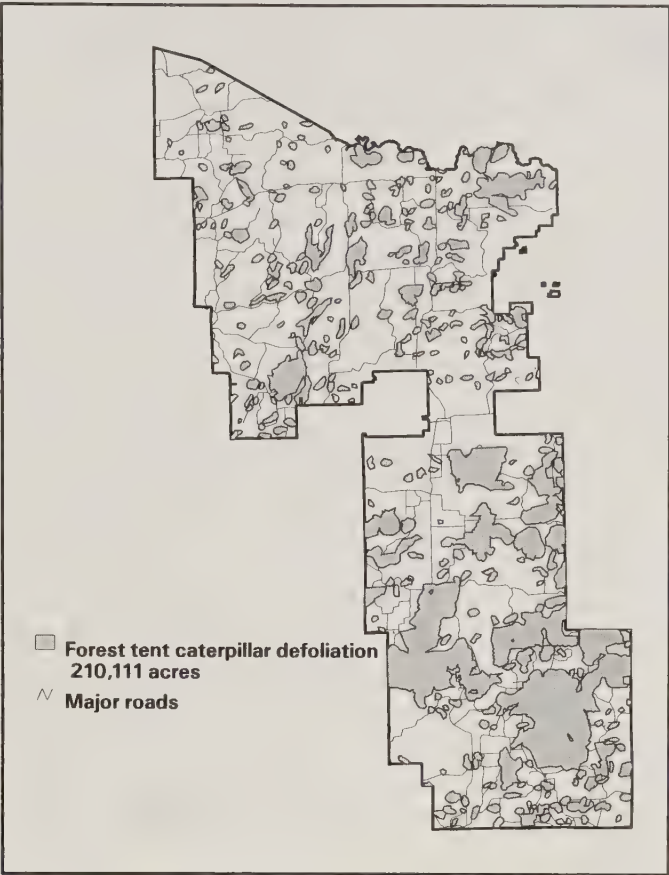 Forest tent caterpillar defoliation
210,111 acres
Major roads